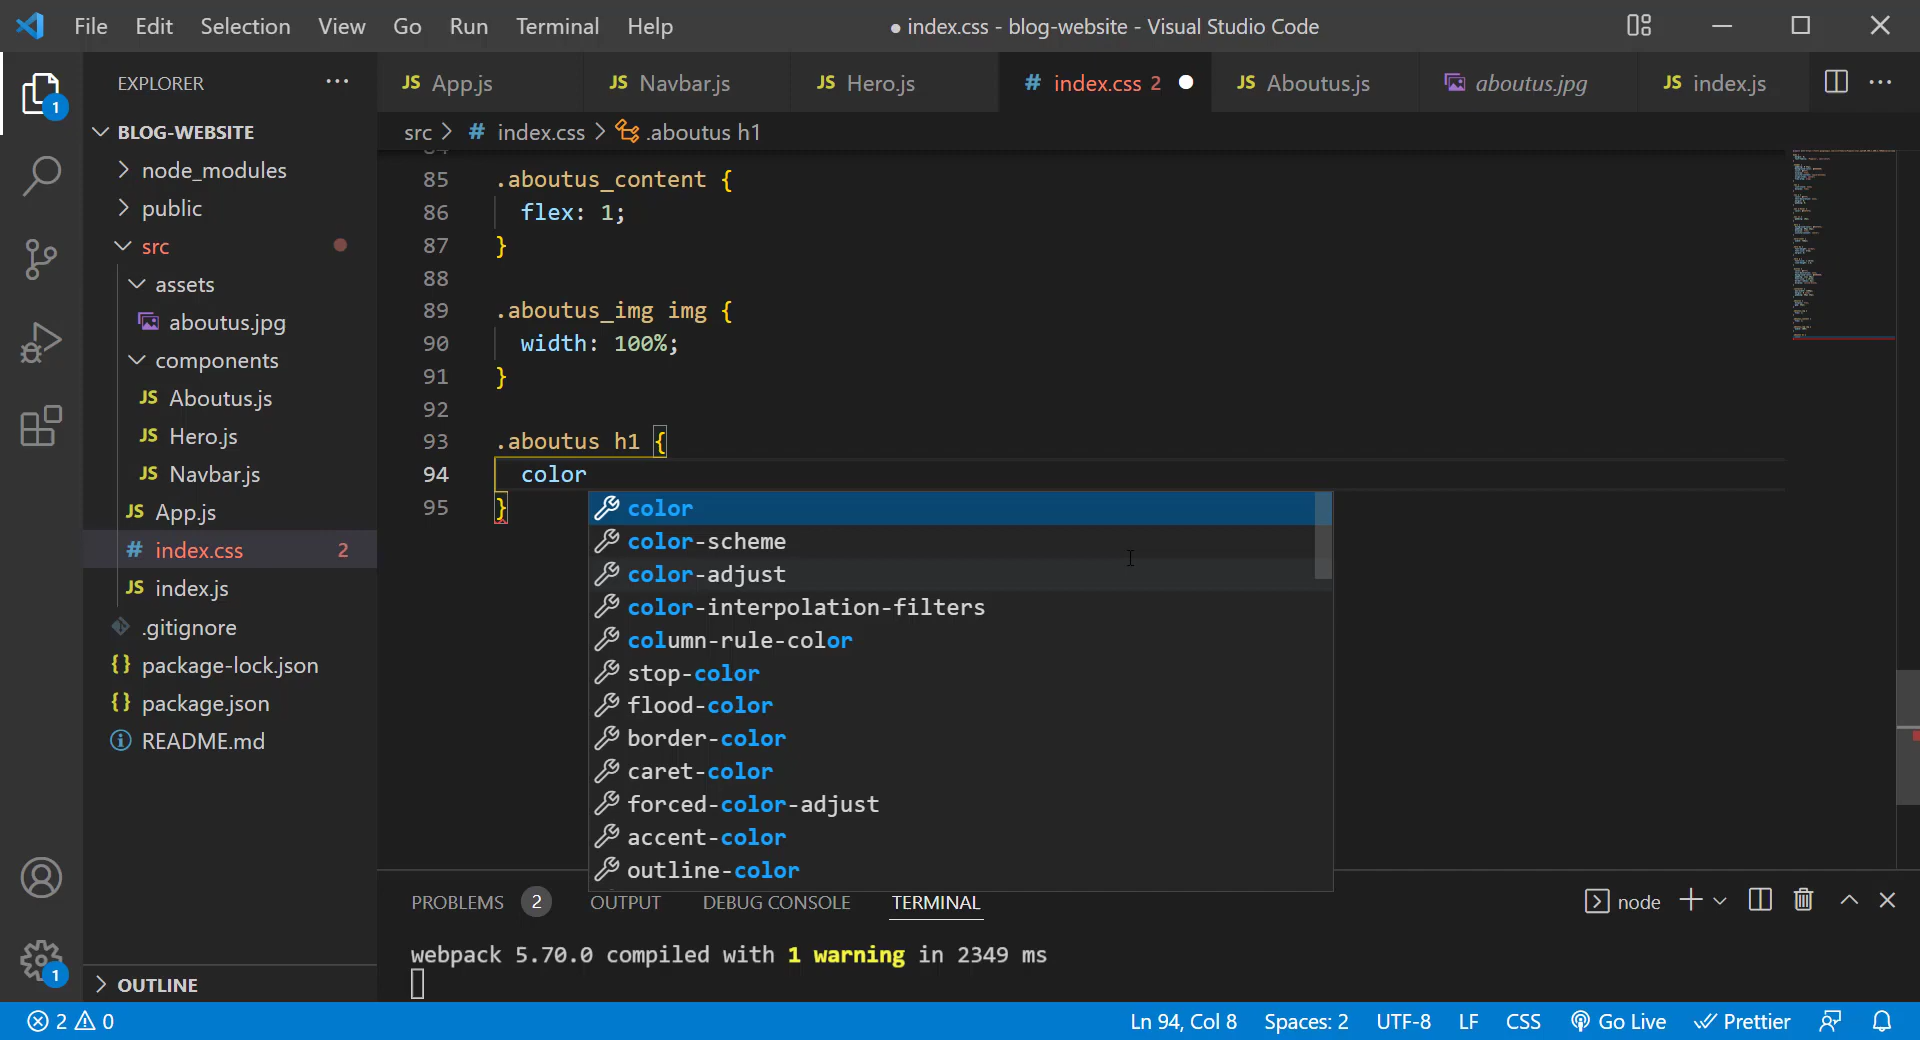 File Edit Selection View Go Run Terminal Help ● index.css - blog-website - Visual Studio Code
EXPLORER ···
JS App.js JS Navbar.js JS Hero.js # index.css 2 JS Aboutus.js aboutus.jpg JS index.js ···
src > # index.css > .aboutus h1
1
BLOG-WEBSITE
node_modules
public
src
assets
aboutus.jpg
components
JS Aboutus.js
JS Hero.js
JS Navbar.js
JS App.js
# index.css 2
JS index.js
.gitignore
{} package-lock.json
{} package.json
README.md
OUTLINE
1
85 .aboutus_content {
86 flex: 1;
87 }
88
89 .aboutus_img img {
90 width: 100%;
91 }
92
93 .aboutus h1 {
94 color
95 }
color
color-scheme
color-adjust
color-interpolation-filters
column-rule-color
stop-color
flood-color
border-color
caret-color
forced-color-adjust
accent-color
outline-color
PROBLEMS 2 OUTPUT DEBUG CONSOLE TERMINAL node
webpack 5.70.0 compiled with 1 warning in 2349 ms
2 0 Ln 94, Col 8 Spaces: 2 UTF-8 LF CSS Go Live Prettier